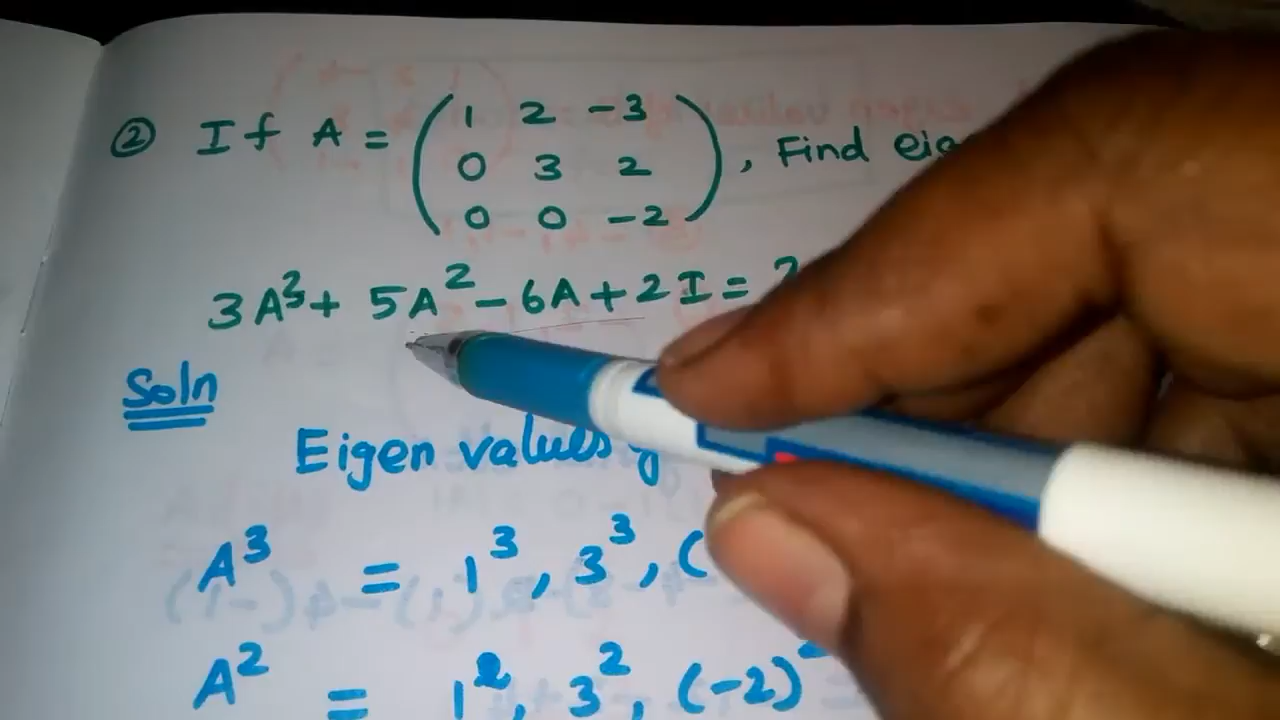 ② If A = ( 1 2 -3 ), Find
0 3 2
0 0 -2
3A³ + 5A² - 6A + 2I = ?
Soln
Eigen values
A³ = 1³, 3³, (
A² = 1², 3², (-2)²